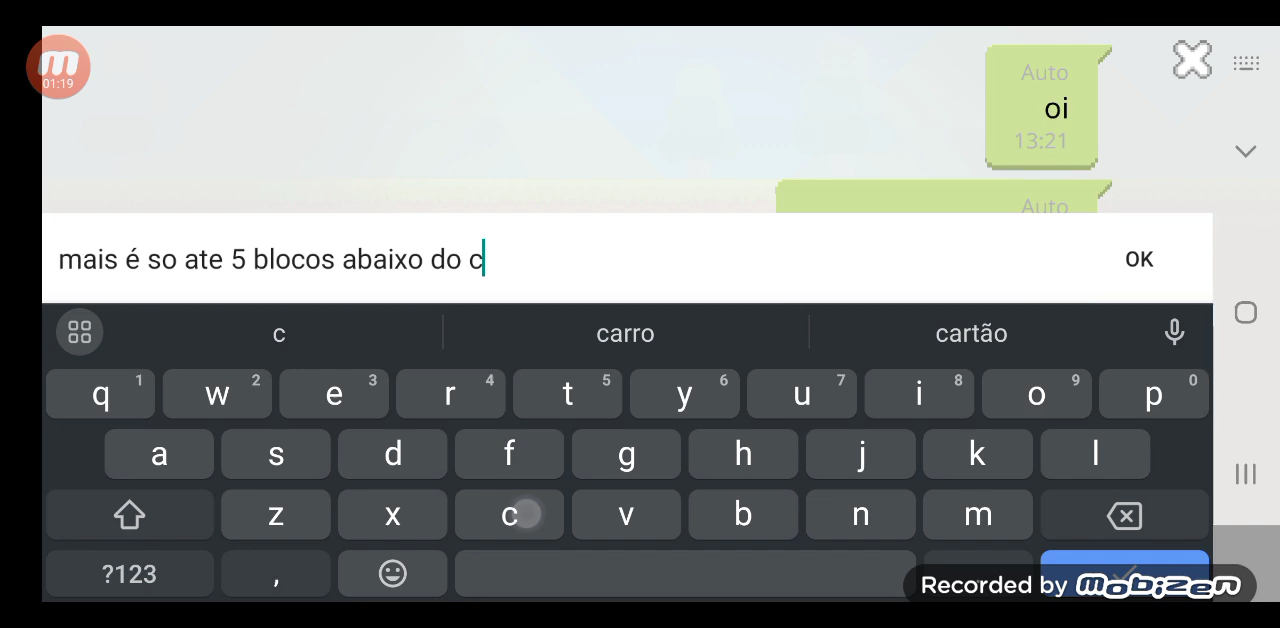 m
01:19
Auto
oi
13:21
Auto
mais é so ate 5 blocos abaixo do c
OK
c carro cartão
q 1 w 2 e 3 r 4 t 5 y 6 u 7 i 8 o 9 p 0
a s d f g h j k l
z x c v b n m
?123 ,
Recorded by Mobizen